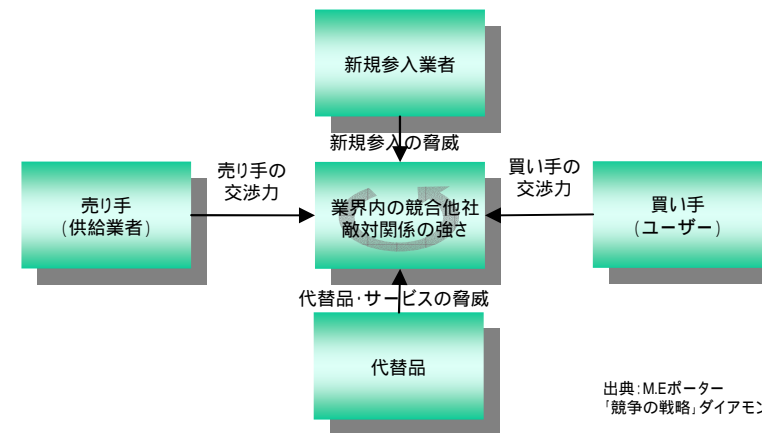 新規参入業者
新規参入の脅威
売り手の
交渉力
買い手の
交渉力
売り手
(供給業者)
業界内の競合他社
敵対関係の強さ
買い手
(ユーザー)
代替品・サービスの脅威
代替品
出典:M.Eポーター
「競争の戦略」ダイアモン